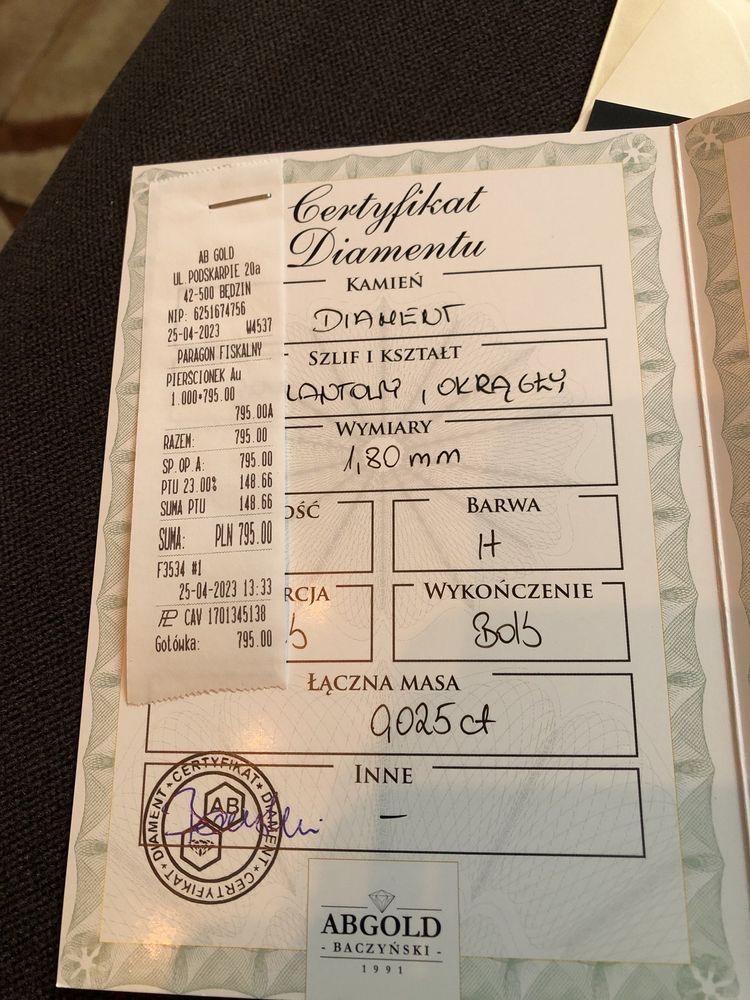 Certyfikat
Diamentu
AB GOLD
UL.PODSKARPIE 20a
42-500 BĘDZIN
NIP: 6251674756
25-04-2023 W4537
PARAGON FISKALNY
PIERŚCIONEK Au
1.000*795.00
795.00A
RAZEM: 795.00
SP.OP.A: 795.00
PTU 23.00% 148.66
SUMA PTU 148.66
SUMA: PLN 795.00
F3534 #1
25-04-2023 13:33
CAV 1701345138
Gotówka: 795.00
KAMIEŃ
DIAMENT
SZLIF I KSZTAŁT
LANTOWY, OKRĄGŁY
WYMIARY
1,80 mm
OŚĆ
BARWA
H
RCJA
WYKOŃCZENIE
ŁĄCZNA MASA
0,025 ct
INNE
–
CERTYFIKAT DIAMENT CERTYFIKAT DIAMENT
AB
ABGOLD
- BACZYŃSKI -
1991